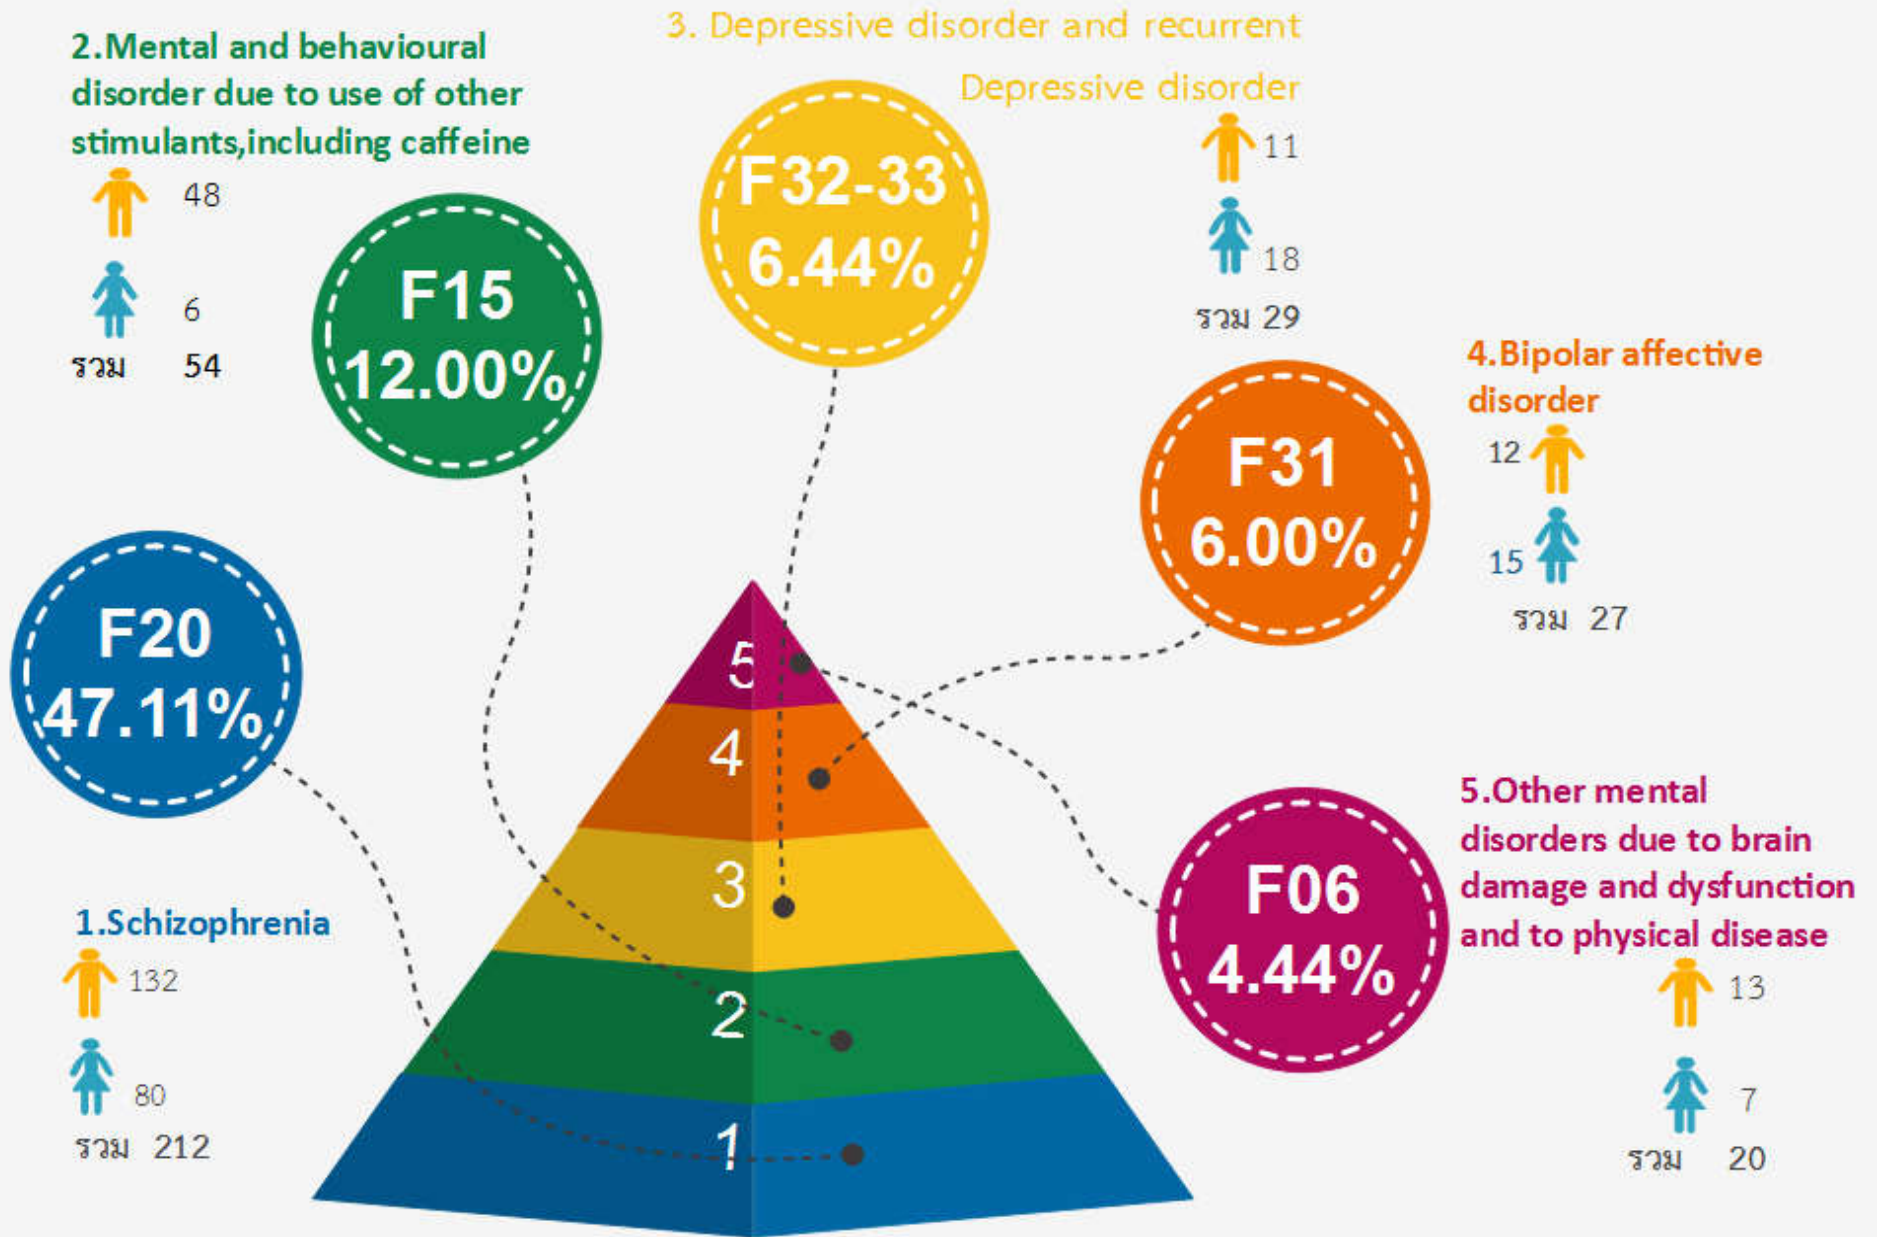 3. Depressive disorder and recurrent
Depressive disorder
11
18
รวม 29
2.Mental and behavioural
disorder due to use of other
stimulants,including caffeine
48
6
รวม 54
F15
12.00%
F32-33
6.44%
4.Bipolar affective
disorder
12
15
รวม 27
F31
6.00%
F20
47.11%
1.Schizophrenia
132
80
รวม 212
5
4
3
2
1
F06
4.44%
5.Other mental
disorders due to brain
damage and dysfunction
and to physical disease
13
7
รวม 20